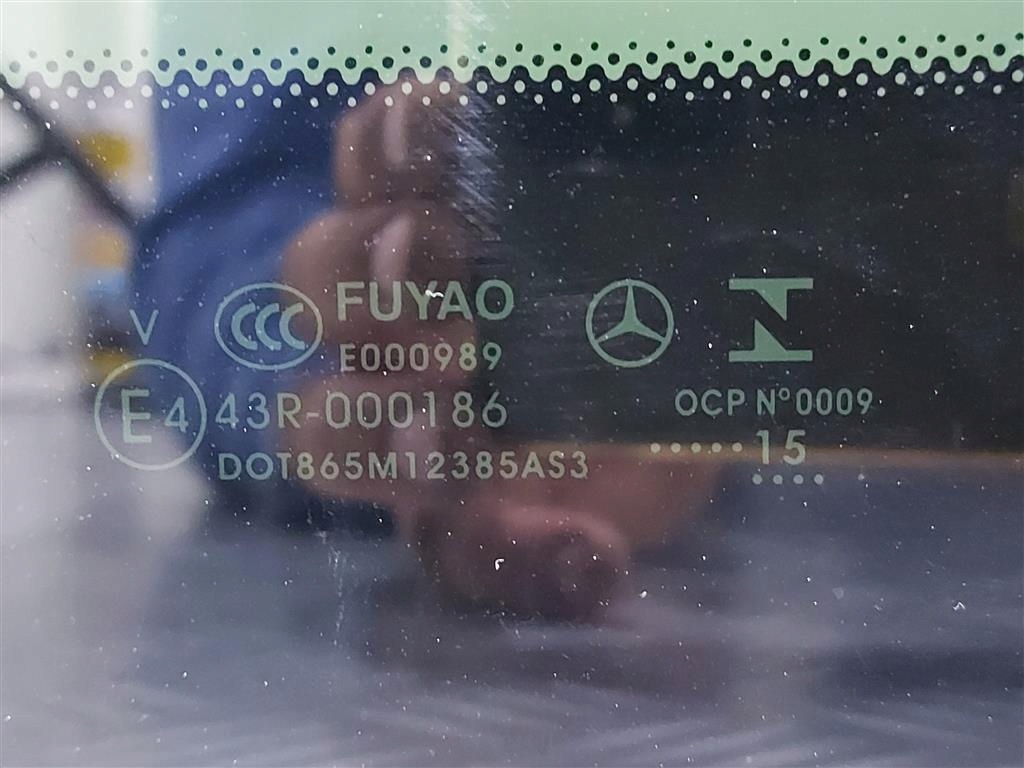 V
CCC FUYAO
E000989
E4 43R-000186
DOT865M12385AS3
OCP N°0009
.....15
....